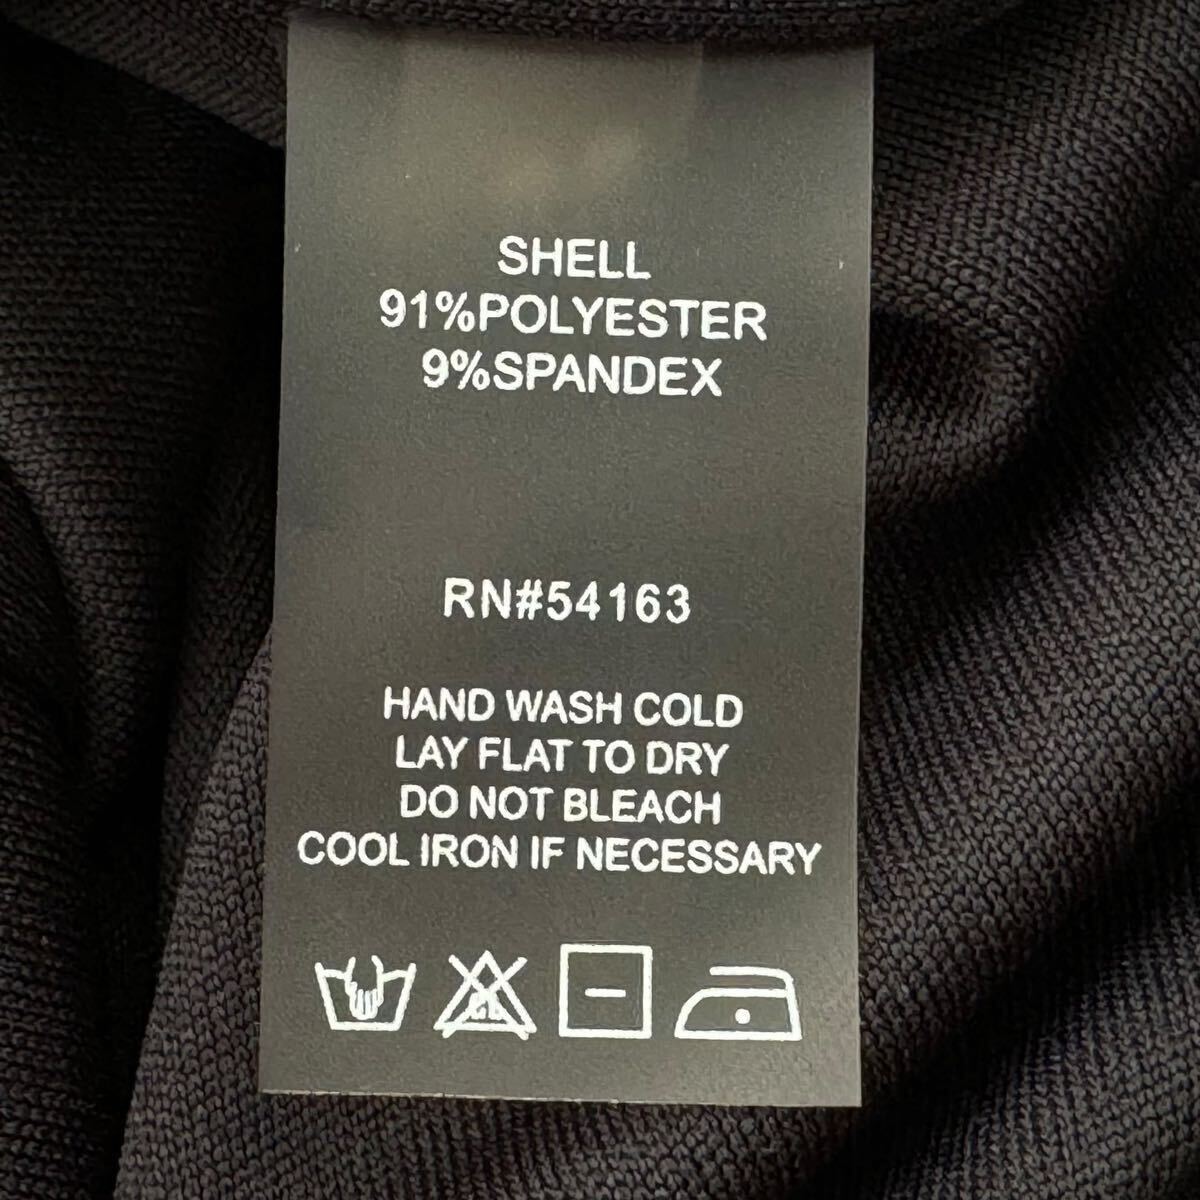 SHELL
91%POLYESTER
9%SPANDEX
RN#54163
HAND WASH COLD
LAY FLAT TO DRY
DO NOT BLEACH
COOL IRON IF NECESSARY
CL